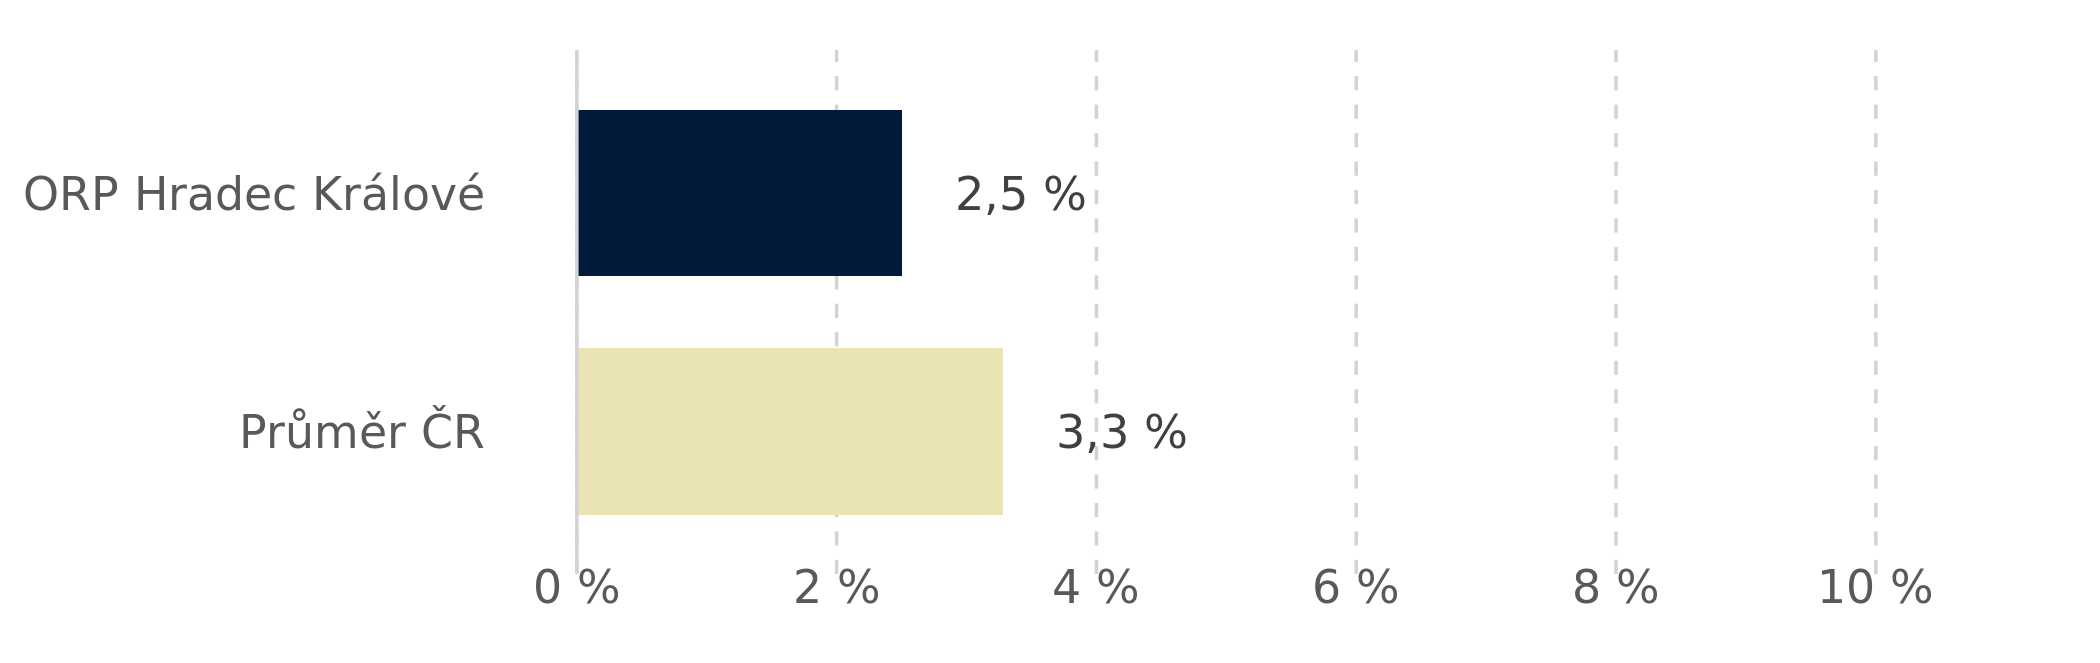 ORP Hradec Králové
2,5 %
Průměr ČR
3,3 %
0 % 2 % 4 % 6 % 8 % 10 %